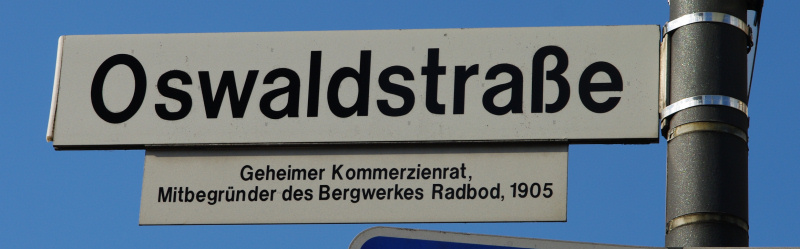 Oswaldstraße
Geheimer Kommerzienrat,
Mitbegründer des Bergwerkes Radbod, 1905